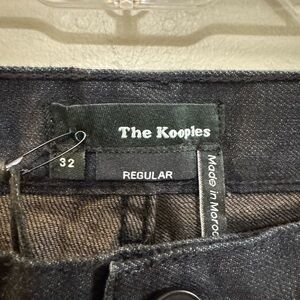 The Kooples
32
REGULAR
Made in Moroc